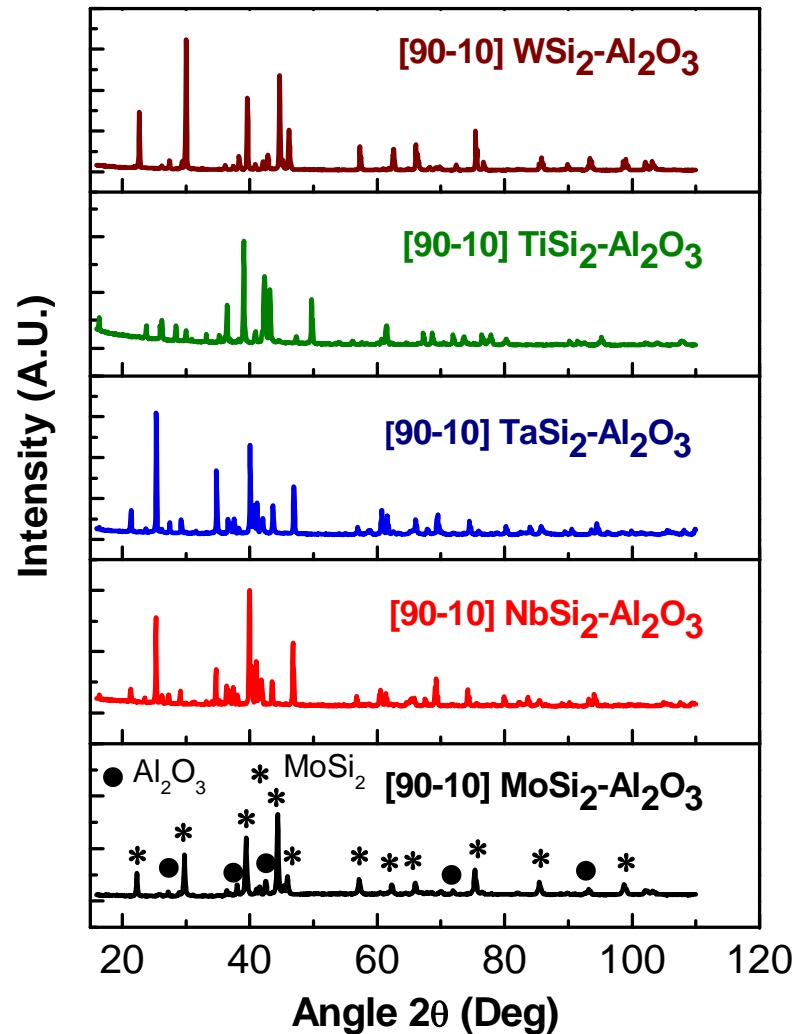 [90-10] WSi₂-Al₂O₃
[90-10] TiSi₂-Al₂O₃
[90-10] TaSi₂-Al₂O₃
[90-10] NbSi₂-Al₂O₃
● Al₂O₃ * MoSi₂
[90-10] MoSi₂-Al₂O₃
Intensity (A.U.)
20 40 60 80 100 120
Angle 2θ (Deg)